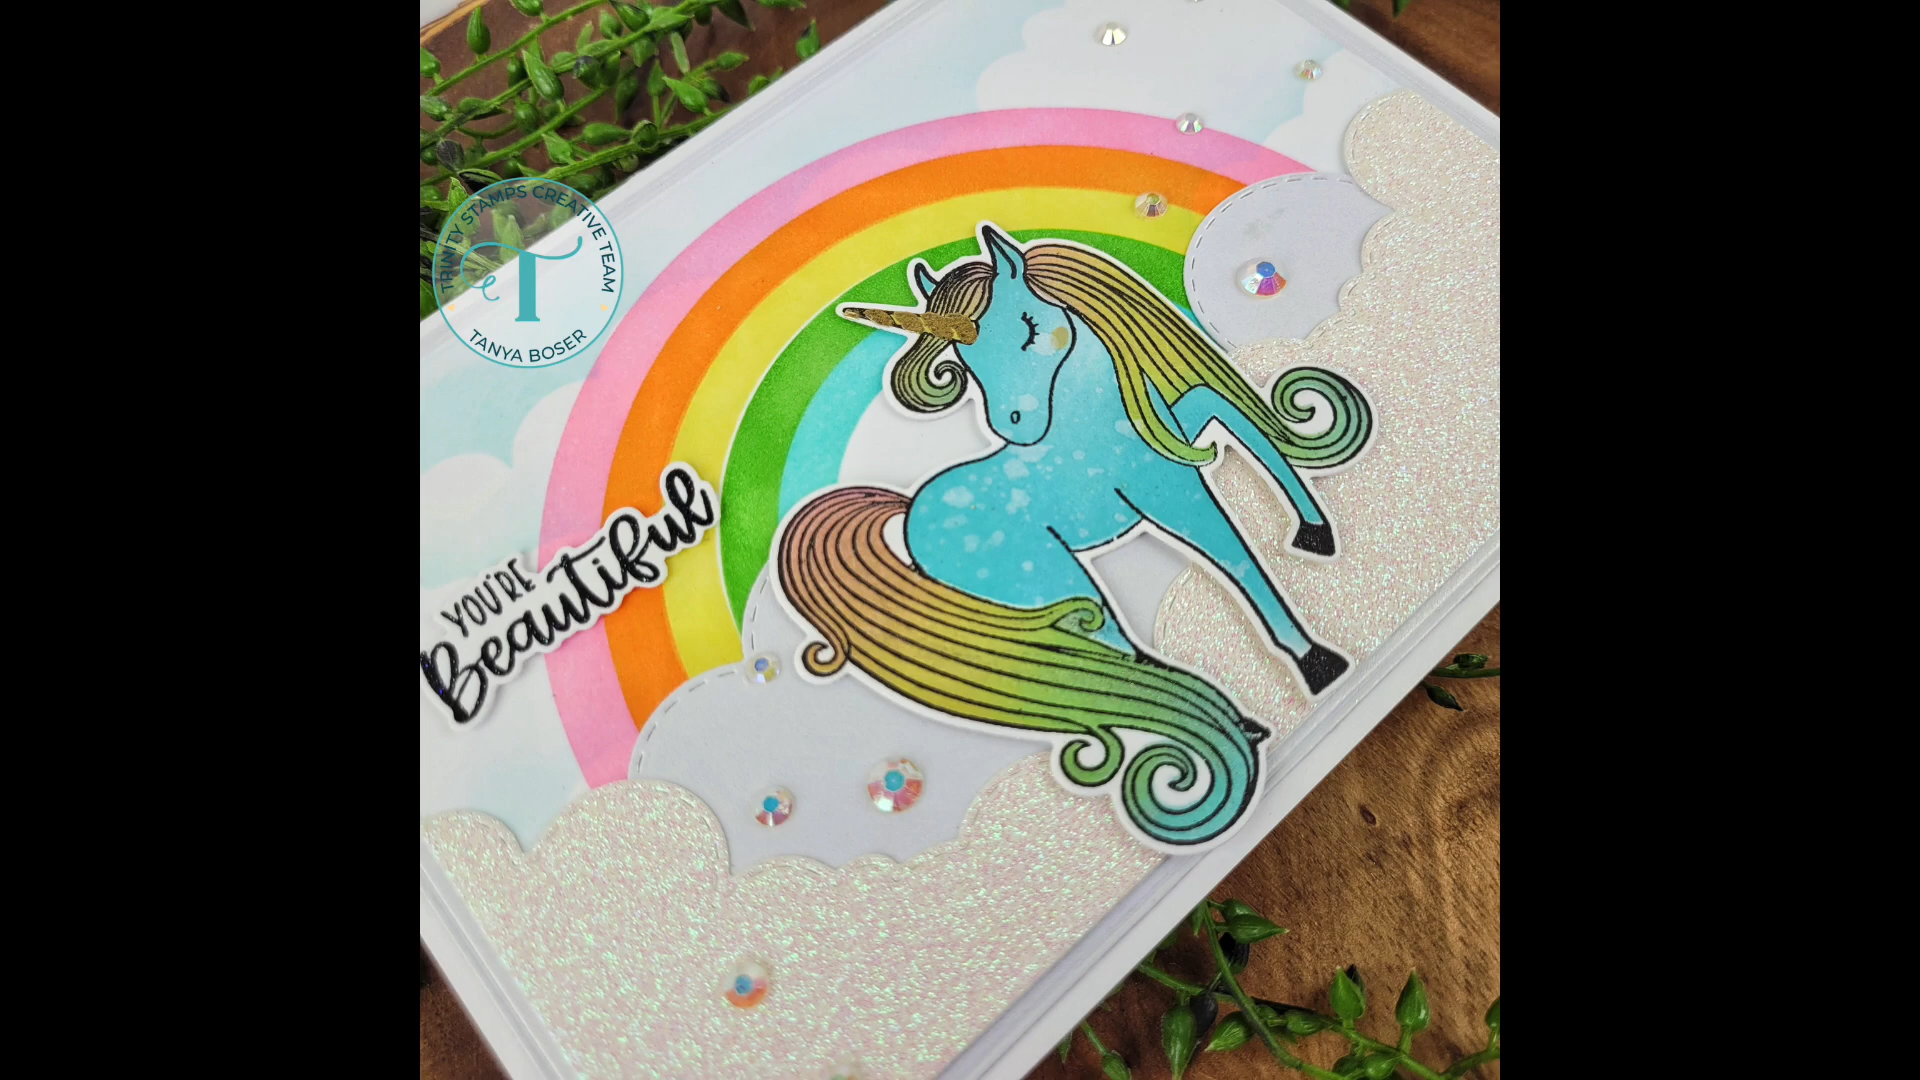 TRINITY STAMPS CREATIVE TEAM
T
TANYA BOSER
YOU'RE
Beautiful